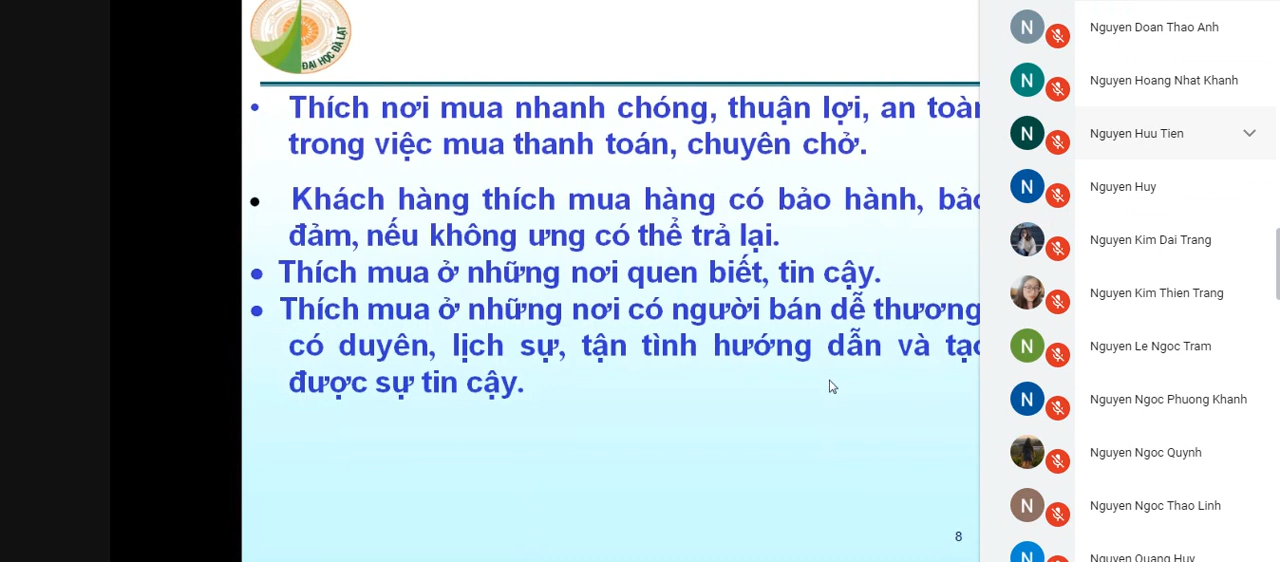 ĐẠI HỌC ĐÀ LẠT
• Thích nơi mua nhanh chóng, thuận lợi, an toàn
trong việc mua thanh toán, chuyên chở.
• Khách hàng thích mua hàng có bảo hành, bảo
đảm, nếu không ưng có thể trả lại.
• Thích mua ở những nơi quen biết, tin cậy.
• Thích mua ở những nơi có người bán dễ thương
có duyên, lịch sự, tận tình hướng dẫn và tạo
được sự tin cậy.
8
N Nguyen Doan Thao Anh
N Nguyen Hoang Nhat Khanh
N Nguyen Huu Tien
N Nguyen Huy
Nguyen Kim Dai Trang
Nguyen Kim Thien Trang
N Nguyen Le Ngoc Tram
N Nguyen Ngoc Phuong Khanh
Nguyen Ngoc Quynh
N Nguyen Ngoc Thao Linh
N Nguyen Quang Huy